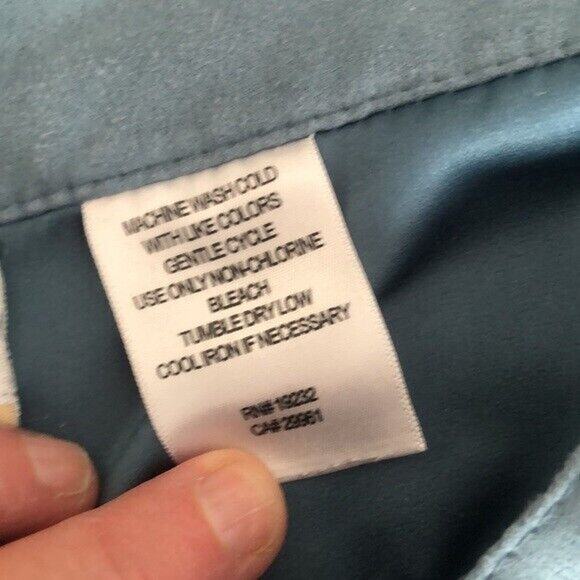 MACHINE WASH COLD
WITH LIKE COLORS
GENTLE CYCLE
USE ONLY NON-CHLORINE
BLEACH
TUMBLE DRY LOW
COOL IRON IF NECESSARY
RN# 19232
CA# 29961